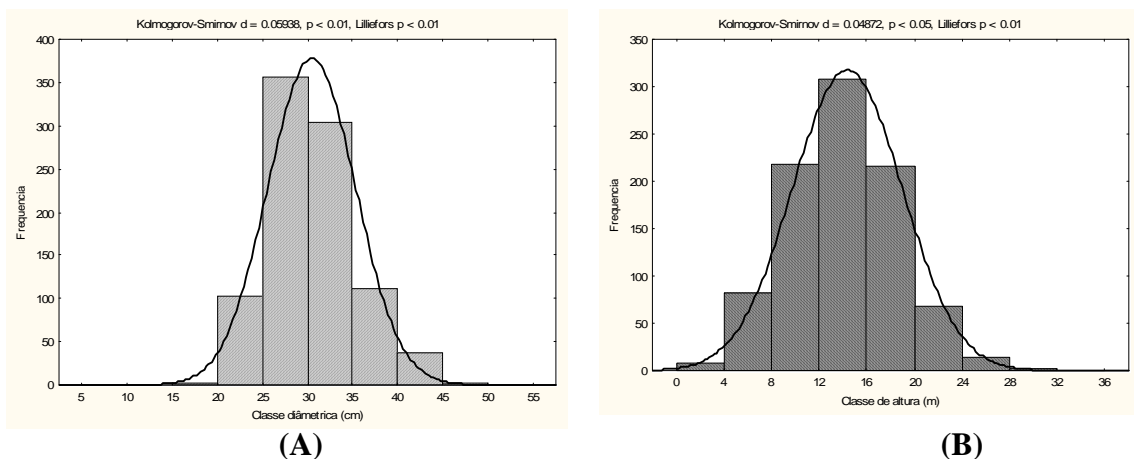 Kolmogorov-Smirnov d = 0.05938, p < 0.01, Lilliefors p < 0.01
400
350
300
250
200
150
100
50
0
Frequencia
5 10 15 20 25 30 35 40 45 50 55
Classe diâmetrica (cm)
(A)
Kolmogorov-Smirnov d = 0.04872, p < 0.05, Lilliefors p < 0.01
350
300
250
200
150
100
50
0
Frequencia
0 4 8 12 16 20 24 28 32 36
Classe de altura (m)
(B)